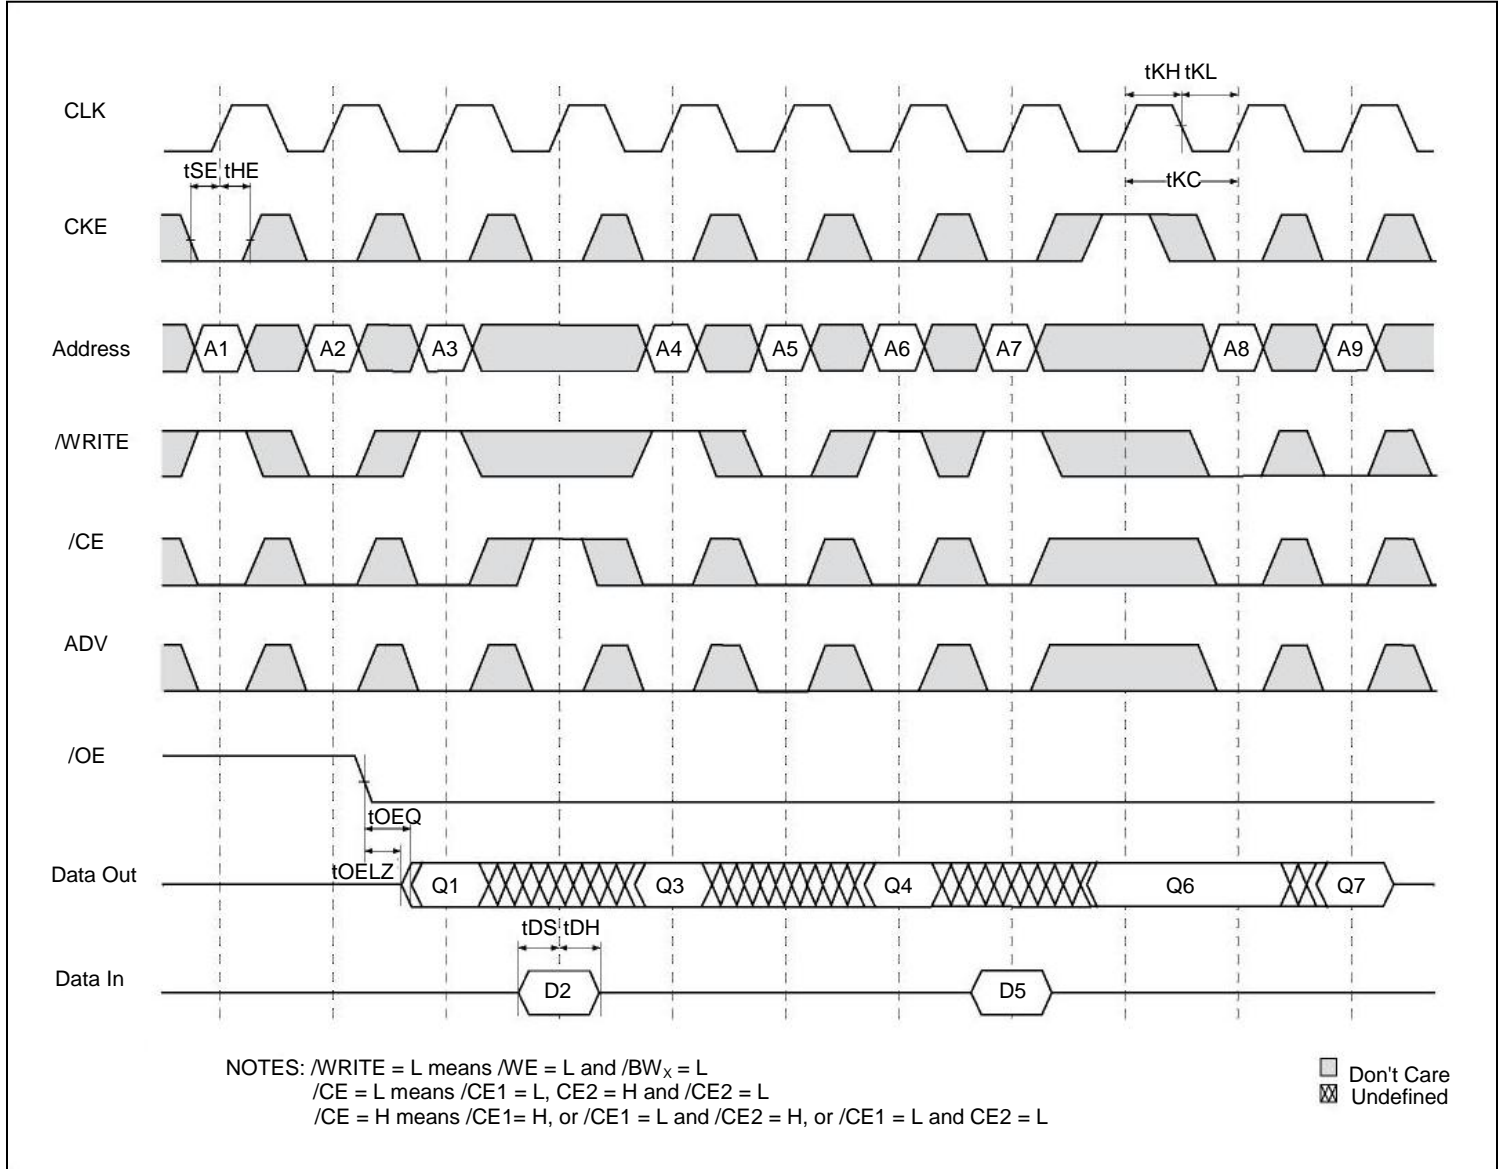 tKH tKL
CLK
tSE tHE
tKC
CKE
Address A1 A2 A3 A4 A5 A6 A7 A8 A9
/WRITE
/CE
ADV
/OE
tOEQ
tOELZ
Data Out Q1 Q3 Q4 Q6 Q7
tDS tDH
Data In D2 D5
NOTES: /WRITE = L means /WE = L and /BWX = L
/CE = L means /CE1 = L, CE2 = H and /CE2 = L
/CE = H means /CE1= H, or /CE1 = L and /CE2 = H, or /CE1 = L and CE2 = L
Don't Care
Undefined